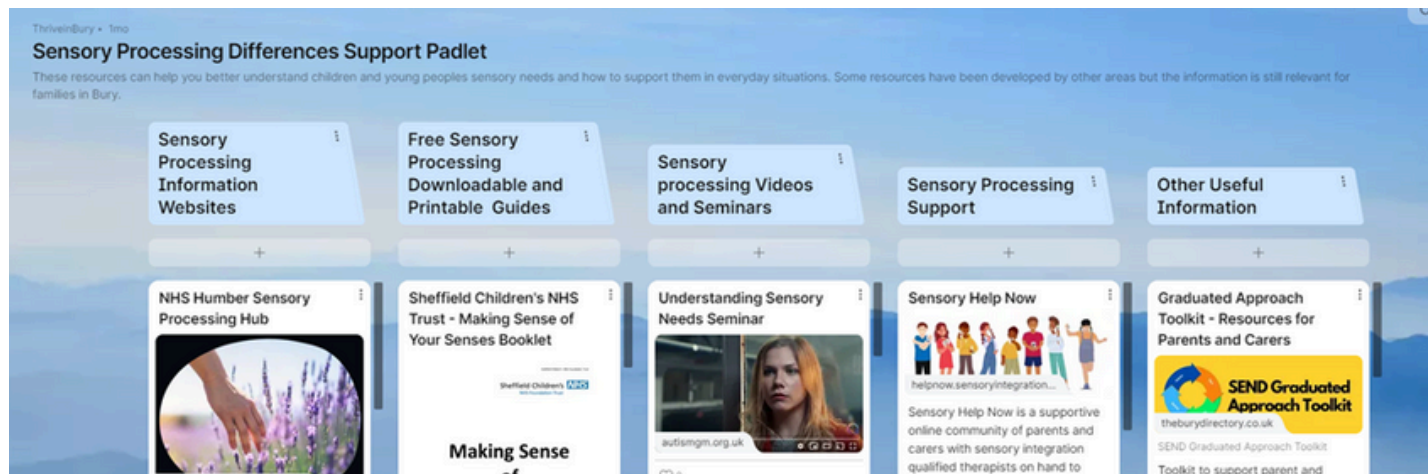 ThriveinBury • 1mo
Sensory Processing Differences Support Padlet
These resources can help you better understand children and young peoples sensory needs and how to support them in everyday situations. Some resources have been developed by other areas but the information is still relevant for
families in Bury.
Sensory
Processing
Information
Websites
Free Sensory
Processing
Downloadable and
Printable Guides
Sensory
processing Videos
and Seminars
Sensory Processing
Support
Other Useful
Information
NHS Humber Sensory
Processing Hub
Sheffield Children's NHS
Trust - Making Sense of
Your Senses Booklet
Sheffield Children's NHS
NHS Foundation Trust
Making Sense
of
Understanding Sensory
Needs Seminar
autismgm.org.uk
Sensory Help Now
helpnow.sensoryintegration...
Sensory Help Now is a supportive
online community of parents and
carers with sensory integration
qualified therapists on hand to
Graduated Approach
Toolkit - Resources for
Parents and Carers
SEND Graduated
Approach Toolkit
theburydirectory.co.uk
SEND Graduated Approach Toolkit
Toolkit to support parent and